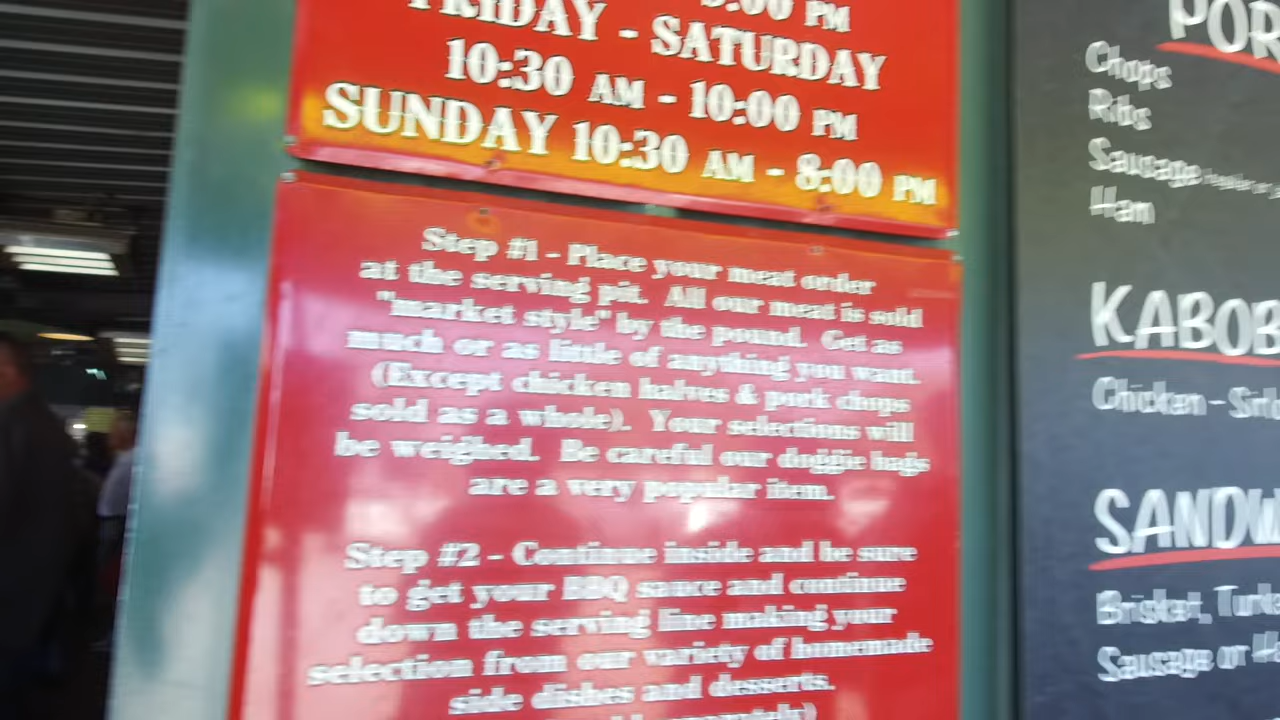 :00 PM
FRIDAY - SATURDAY
10:30 AM - 10:00 PM
SUNDAY 10:30 AM - 8:00 PM
Step #1 - Place your meat order
at the serving pit. All our meat is sold
"market style" by the pound. Get as
much or as little of anything you want.
(Except chicken halves & pork chops
sold as a whole). Your selections will
be weighed. Be careful our doggie bags
are a very popular item.
Step #2 - Continue inside and be sure
to get your BBQ sauce and continue
down the serving line making your
selection from our variety of homemade
side dishes and desserts.
POR
Chops
Ribs
Sausage
Ham
KABOB
Chicken - Sirl
SANDW
Brisket, Turke
Sausage or Ha